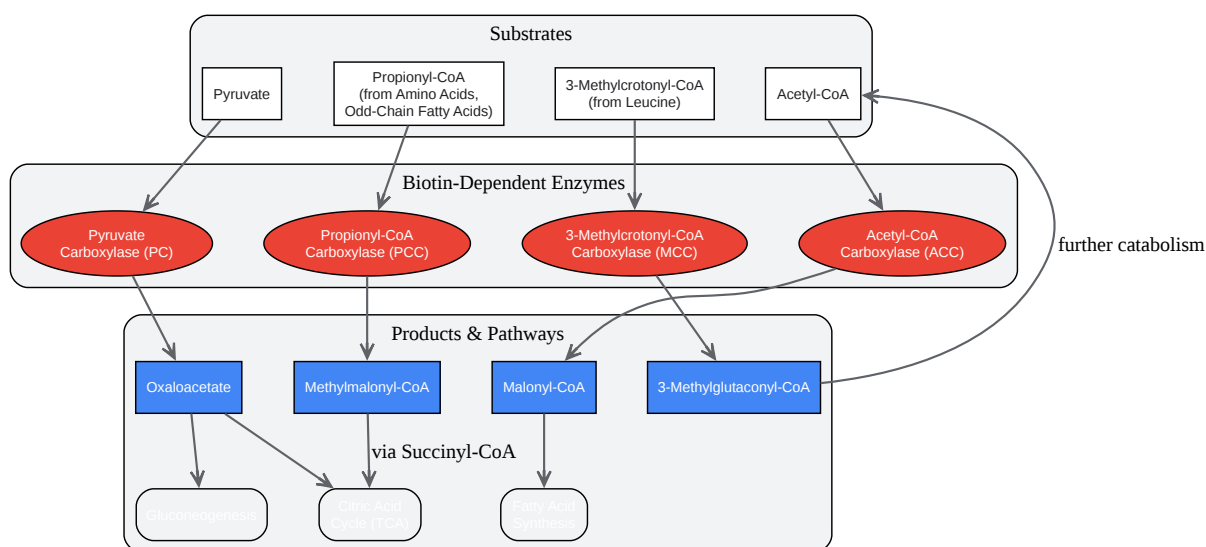 Substrates
Pyruvate
Propionyl-CoA
(from Amino Acids,
Odd-Chain Fatty Acids)
3-Methylcrotonyl-CoA
(from Leucine)
Acetyl-CoA
Biotin-Dependent Enzymes
Pyruvate
Carboxylase (PC)
Propionyl-CoA
Carboxylase (PCC)
3-Methylcrotonyl-CoA
Carboxylase (MCC)
Acetyl-CoA
Carboxylase (ACC)
further catabolism
Products & Pathways
Oxaloacetate
Methylmalonyl-CoA
Malonyl-CoA
3-Methylglutaconyl-CoA
via Succinyl-CoA
Gluconeogenesis
Citric Acid
Cycle (TCA)
Fatty Acid
Synthesis